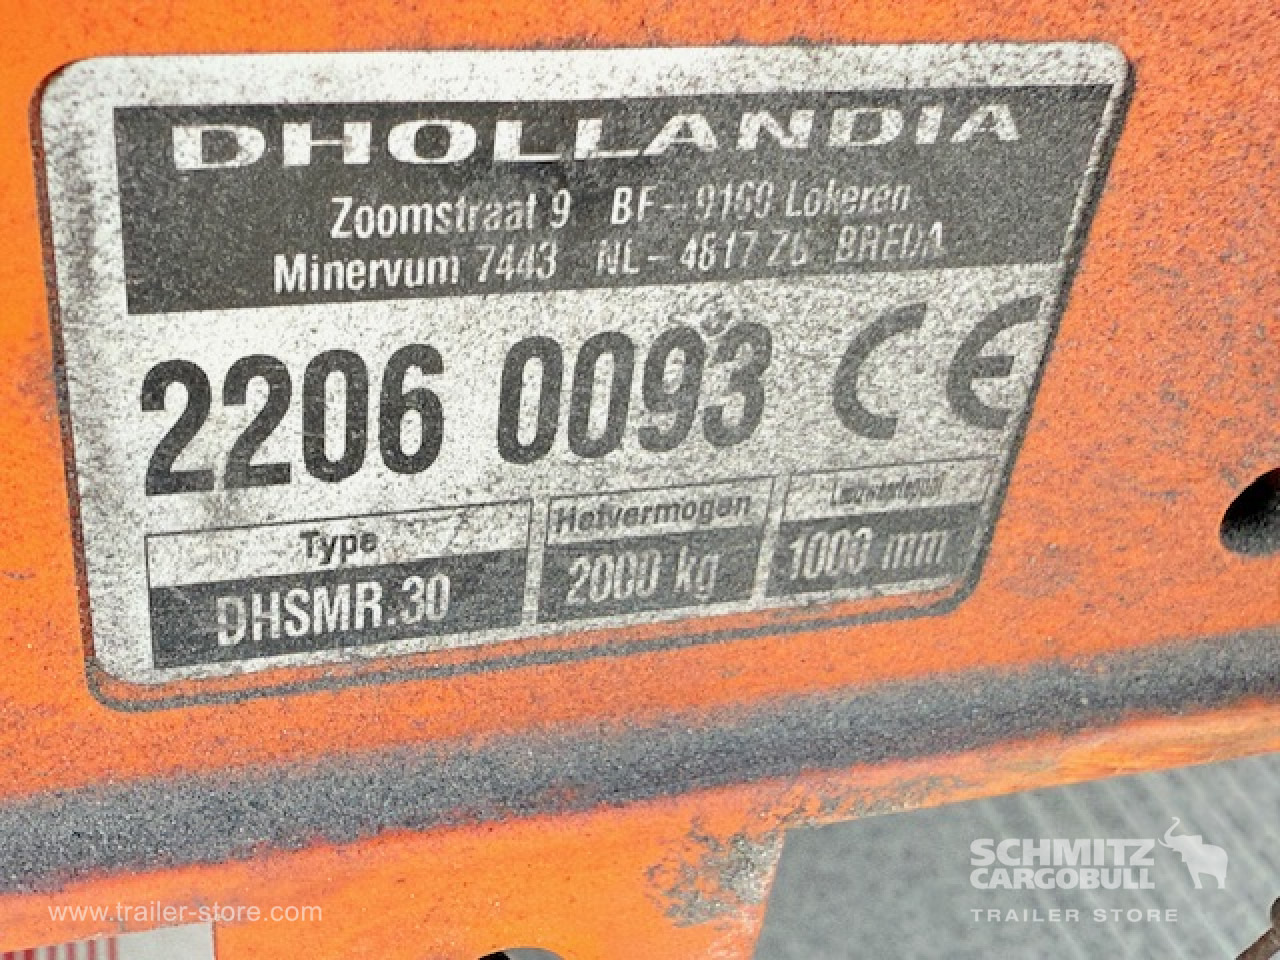 DHOLLANDIA
Zoomstraat 9 BE-9160 Lokeren
Minervum 7443 NL-4817 ZG BREDA
2206 0093 CE
Type
Hefvermogen
DHSMR.30
2000 kg
1000 mm
SCHMITZ
CARGOBULL
TRAILER STORE
www.trailer-store.com